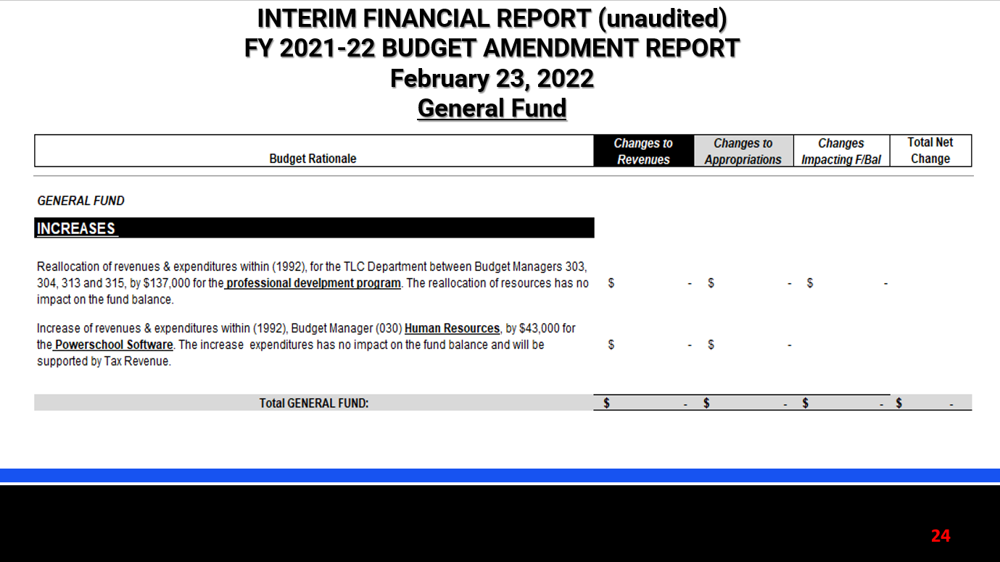 INTERIM FINANCIAL REPORT (unaudited)
FY 2021-22 BUDGET AMENDMENT REPORT
February 23, 2022
General Fund
Budget Rationale
Changes to Revenues
Changes to Appropriations
Changes Impacting F/Bal
Total Net Change
GENERAL FUND
INCREASES
Reallocation of revenues & expenditures within (1992), for the TLC Department between Budget Managers 303,
304, 313 and 315, by $137,000 for the professional develpment program. The reallocation of resources has no
impact on the fund balance.
$ - $ - $ -
Increase of revenues & expenditures within (1992), Budget Manager (030) Human Resources, by $43,000 for
the Powerschool Software. The increase expenditures has no impact on the fund balance and will be
supported by Tax Revenue.
$ - $ -
Total GENERAL FUND: $ - $ - $ - $ -
24